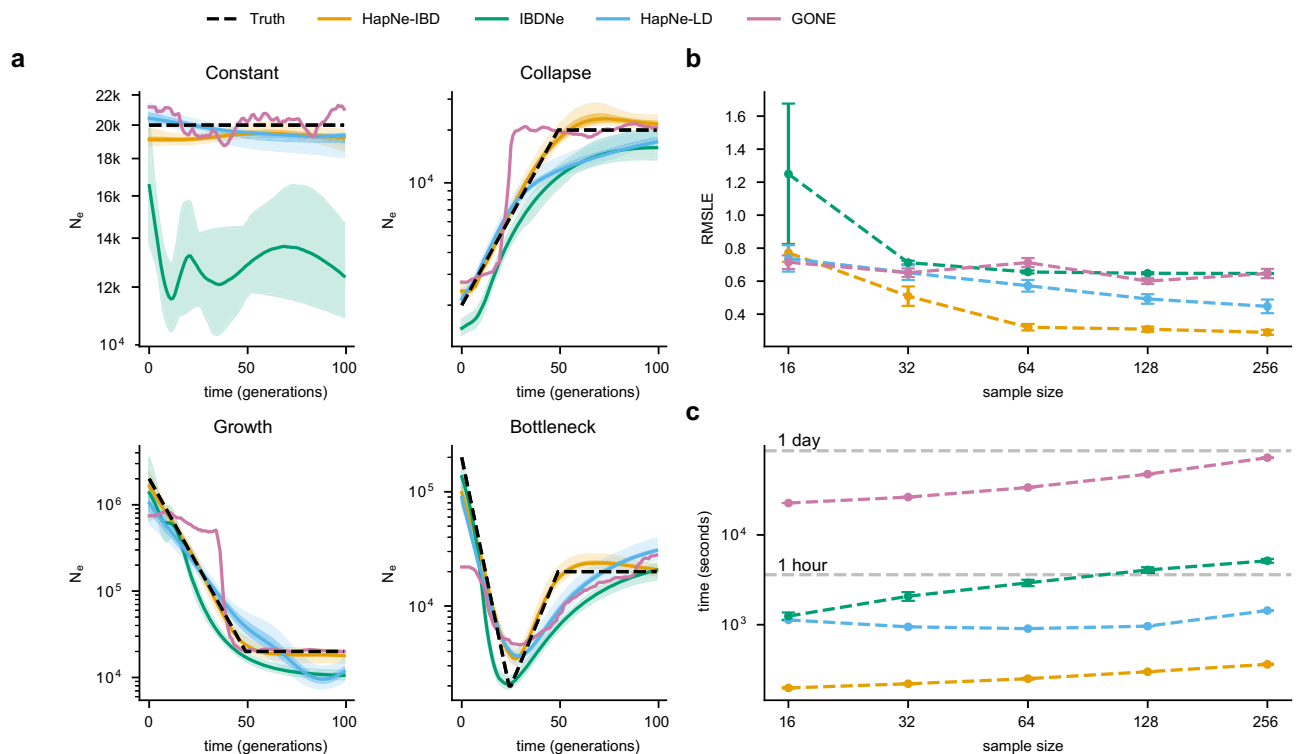 Truth HapNe-IBD IBDNe HapNe-LD GONE
a
Constant
22k
20k
18k
16k
14k
12k
10⁴
Nₑ
0 50 100
time (generations)
Collapse
10⁴
Nₑ
0 50 100
time (generations)
Growth
10⁶
10⁵
10⁴
Nₑ
0 50 100
time (generations)
Bottleneck
10⁵
10⁴
Nₑ
0 50 100
time (generations)
b
1.6
1.4
1.2
1.0
0.8
0.6
0.4
RMSLE
16 32 64 128 256
sample size
c
1 day
1 hour
10⁴
10³
time (seconds)
16 32 64 128 256
sample size